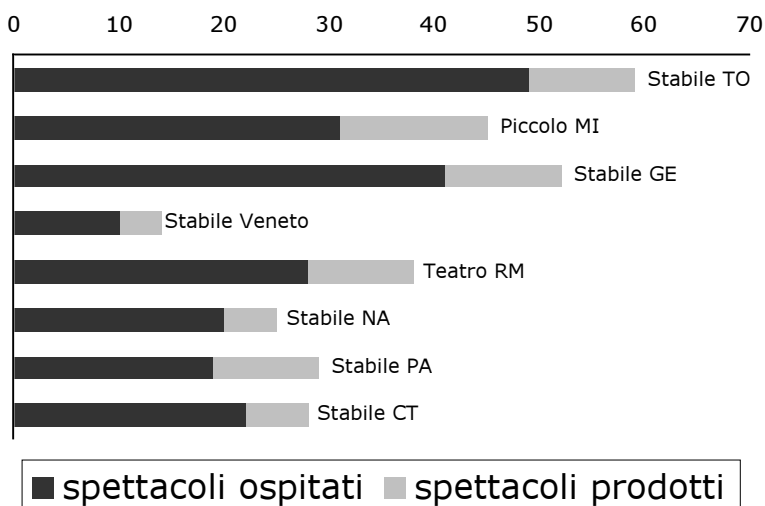 0 10 20 30 40 50 60 70
Stabile TO
Piccolo MI
Stabile GE
Stabile Veneto
Teatro RM
Stabile NA
Stabile PA
Stabile CT
spettacoli ospitati spettacoli prodotti